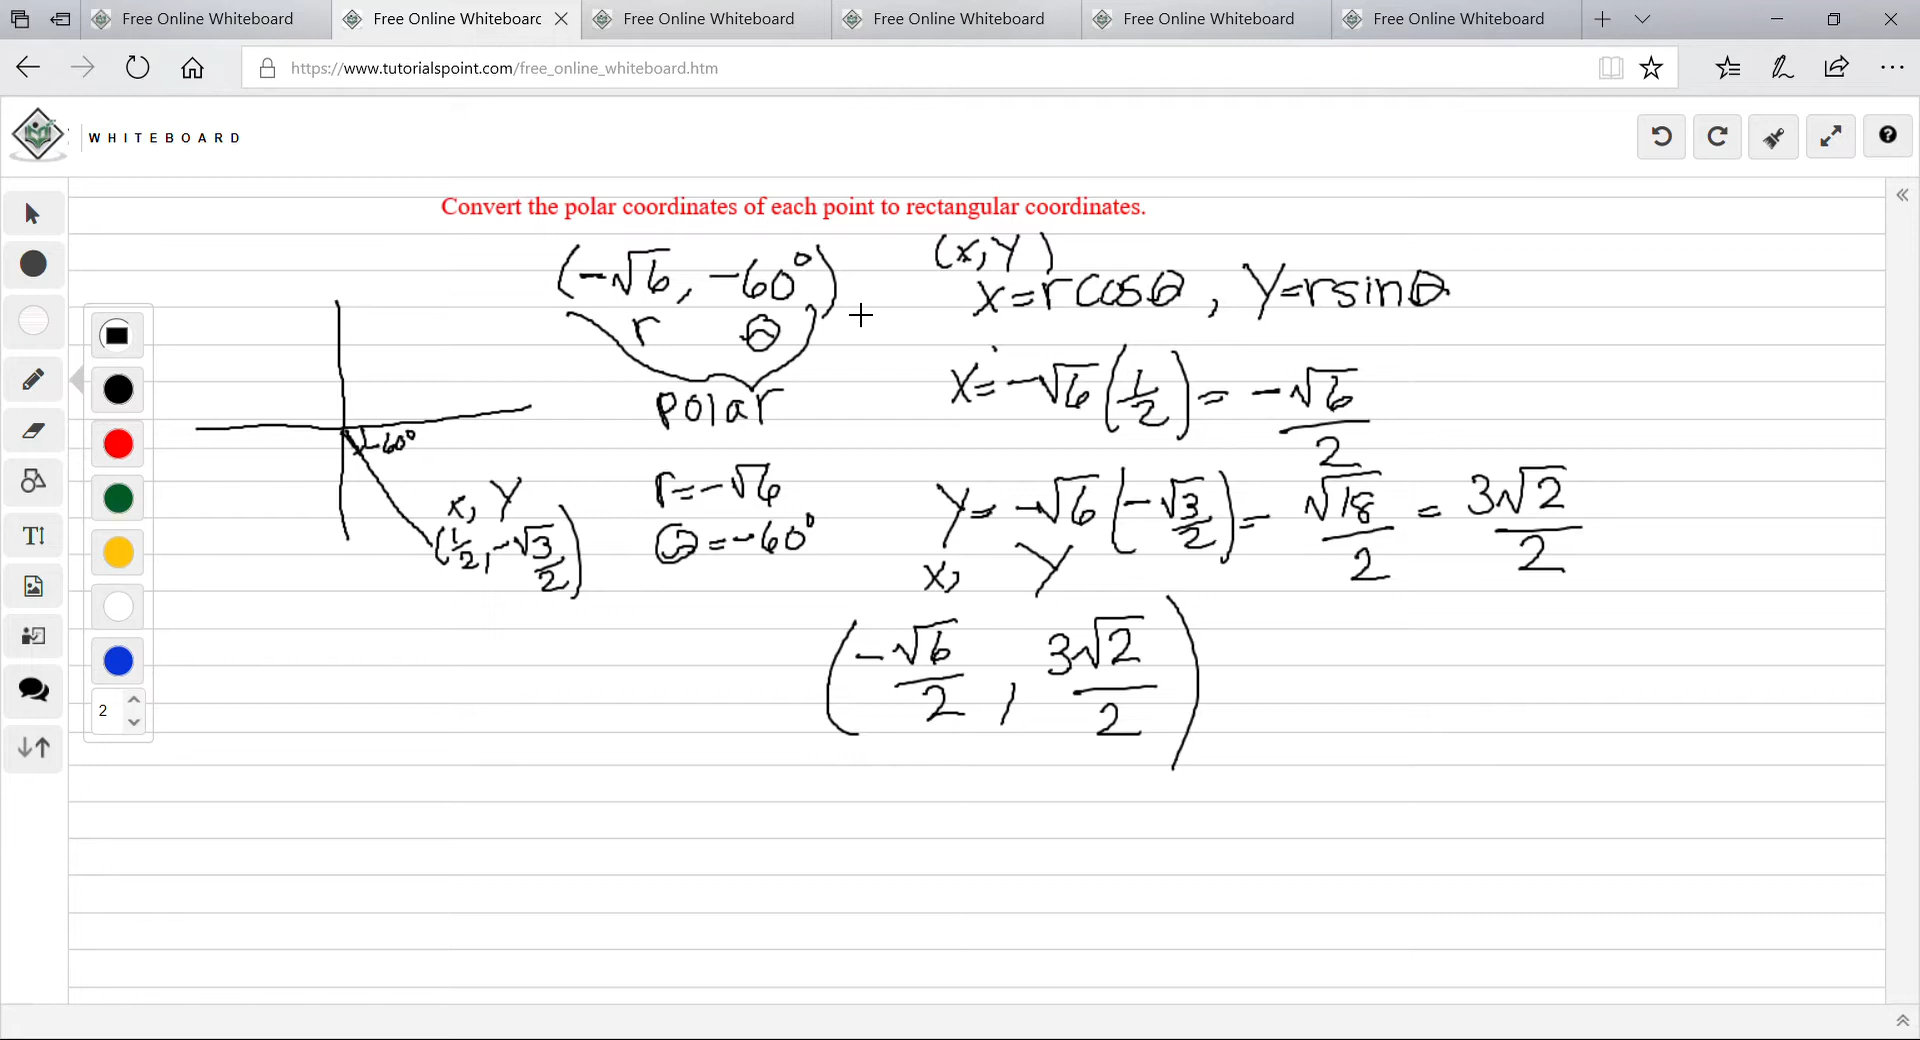 Free Online Whiteboard Free Online Whiteboarc Free Online Whiteboard Free Online Whiteboard Free Online Whiteboard Free Online Whiteboard
https://www.tutorialspoint.com/free_online_whiteboard.htm
WHITEBOARD
Convert the polar coordinates of each point to rectangular coordinates.
(-√6, -60°)
r θ
polar
(x, y)
x = r cosθ, y = r sinθ
x = -√6 (1/2) = -√6/2
-60°
x, y
(1/2, -√3/2)
r = -√6
θ = -60°
y = -√6 (-√3/2) = √18/2 = 3√2/2
x, y
(-√6/2, 3√2/2)
2